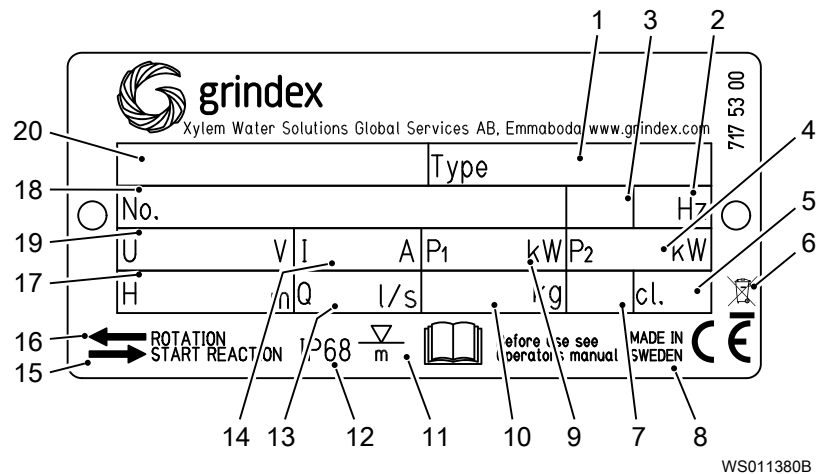 1 3 2
grindex
717 53 00
Xylem Water Solutions Global Services AB, Emmaboda www.grindex.com
20 Type 4
18 No. Hz 5
19 U V I A P1 kW P2 kW 6
17 H m Q l/s kg cl.
16 ROTATION
15 START REACTION
IP68
m
Before use see
operators manual
MADE IN
SWEDEN
CE
14 13 12 11 10 9 7 8
WS011380B